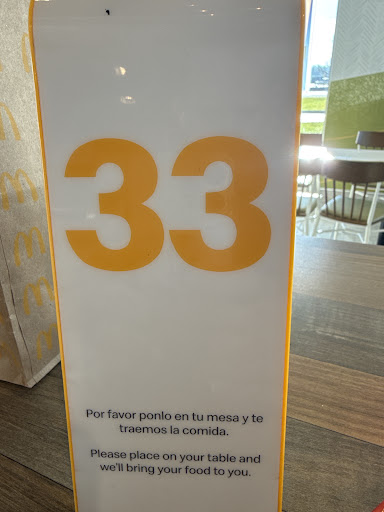 33
Por favor ponlo en tu mesa y te
traemos la comida.
Please place on your table and
we'll bring your food to you.